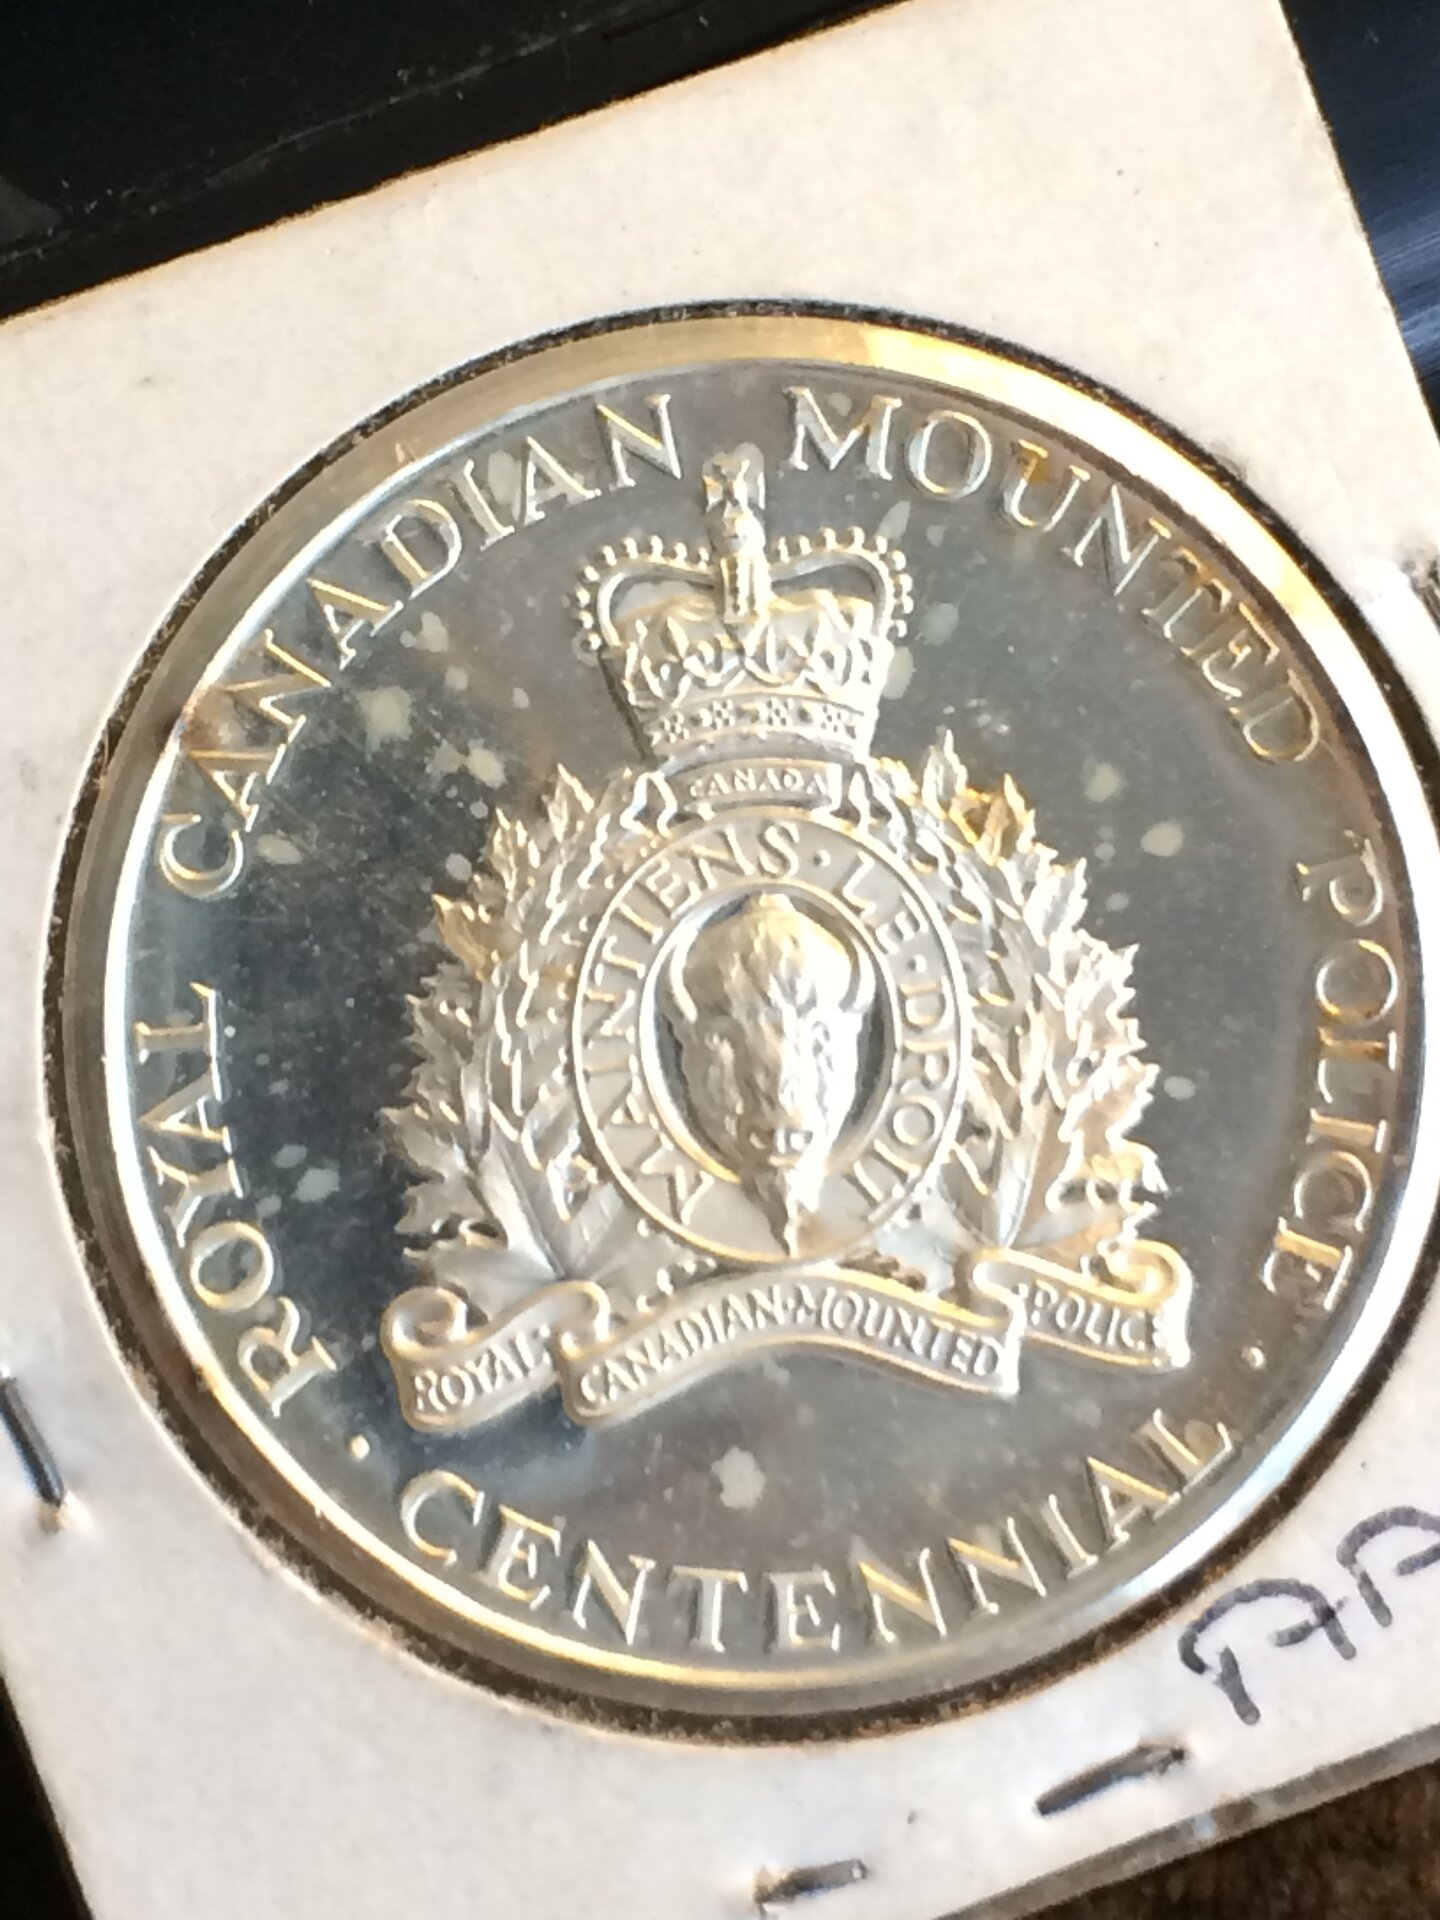 ROYAL CANADIAN MOUNTED POLICE
CANADA
MAINTIENS·LE·DROIT
ROYAL·CANADIAN·MOUNTED·POLICE
· CENTENNIAL ·